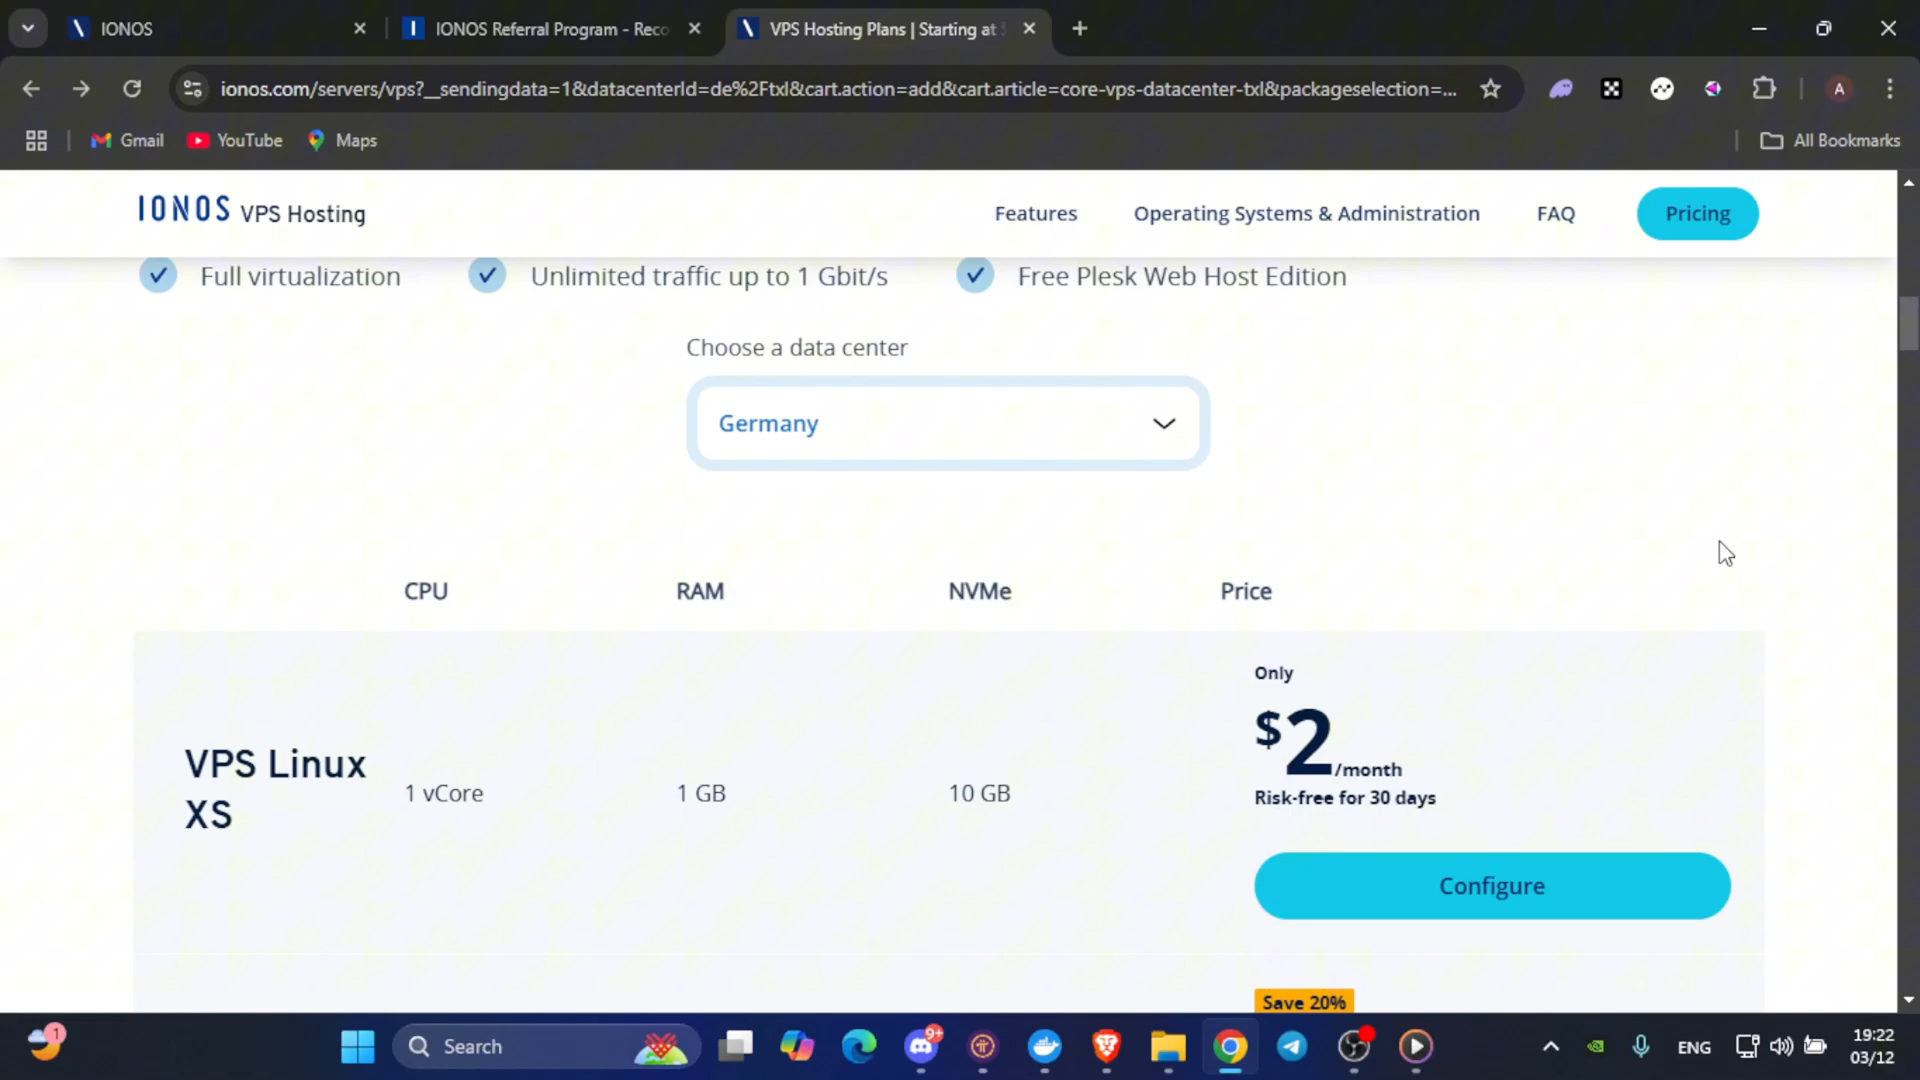 IONOS
IONOS Referral Program - Reco
VPS Hosting Plans | Starting at
ionos.com/servers/vps?__sendingdata=1&datacenterId=de%2Ftxl&cart.action=add&cart.article=core-vps-datacenter-txl&packageselection=...
A
Gmail
YouTube
Maps
All Bookmarks
IONOS VPS Hosting
Features
Operating Systems & Administration
FAQ
Pricing
Full virtualization
Unlimited traffic up to 1 Gbit/s
Free Plesk Web Host Edition
Choose a data center
Germany
CPU
RAM
NVMe
Price
Only
$2/month
Risk-free for 30 days
VPS Linux
XS
1 vCore
1 GB
10 GB
Configure
Save 20%
1
Search
9+
ENG
19:22
03/12